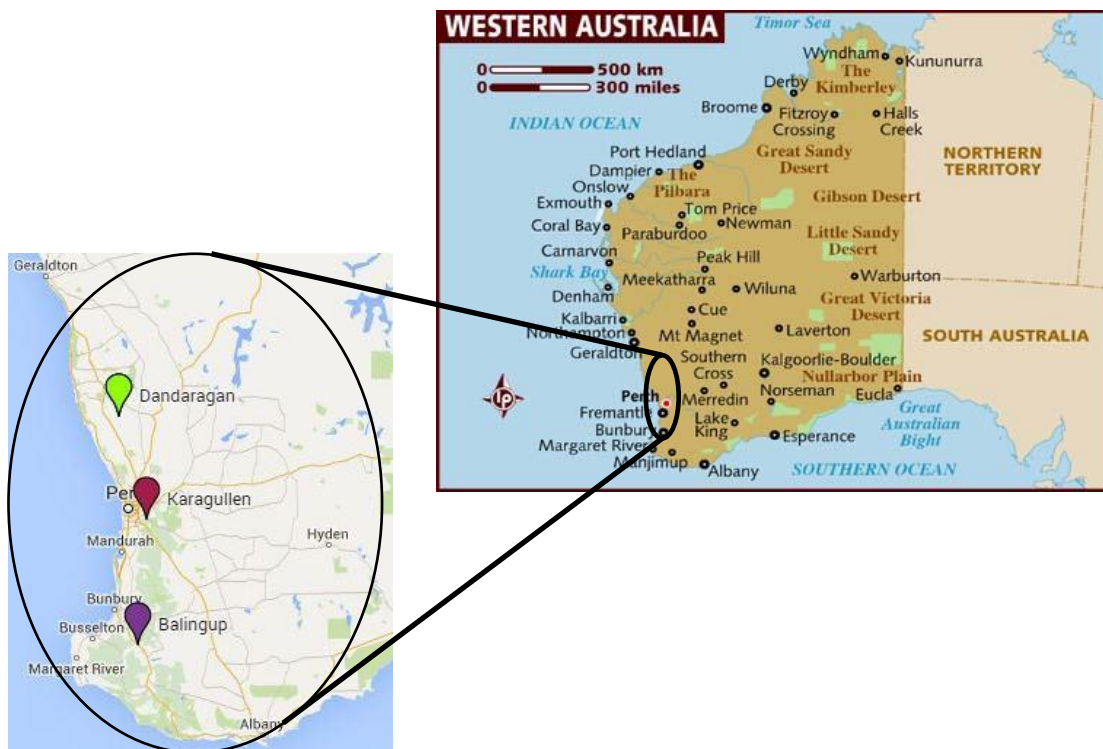 WESTERN AUSTRALIA
Timor Sea
0 500 km
0 300 miles
Wyndham
Kununurra
The
Kimberley
Derby
Broome
Fitzroy
Crossing
Halls
Creek
INDIAN OCEAN
Port Hedland
Great Sandy
Desert
NORTHERN
TERRITORY
Dampier
The
Pilbara
Onslow
Exmouth
Gibson Desert
Tom Price
Coral Bay
Paraburdoo
Newman
Little Sandy
Desert
Carnarvon
Peak Hill
Shark Bay
Meekatharra
Wiluna
Warburton
Denham
Great Victoria
Desert
Kalbarri
Cue
Northampton
Mt Magnet
Laverton
SOUTH AUSTRALIA
Geraldton
Southern
Cross
Kalgoorlie-Boulder
Nullarbor Plain
Perth
Merredin
Norseman
Eucla
Fremantle
LP
Lake
King
Great
Australian
Bight
Bunbury
Esperance
Margaret River
Manjimup
Albany
SOUTHERN OCEAN
Geraldton
Dandaragan
Per
Karagullen
Hyden
Mandurah
Bunbury
Balingup
Busselton
Margaret River
Albany